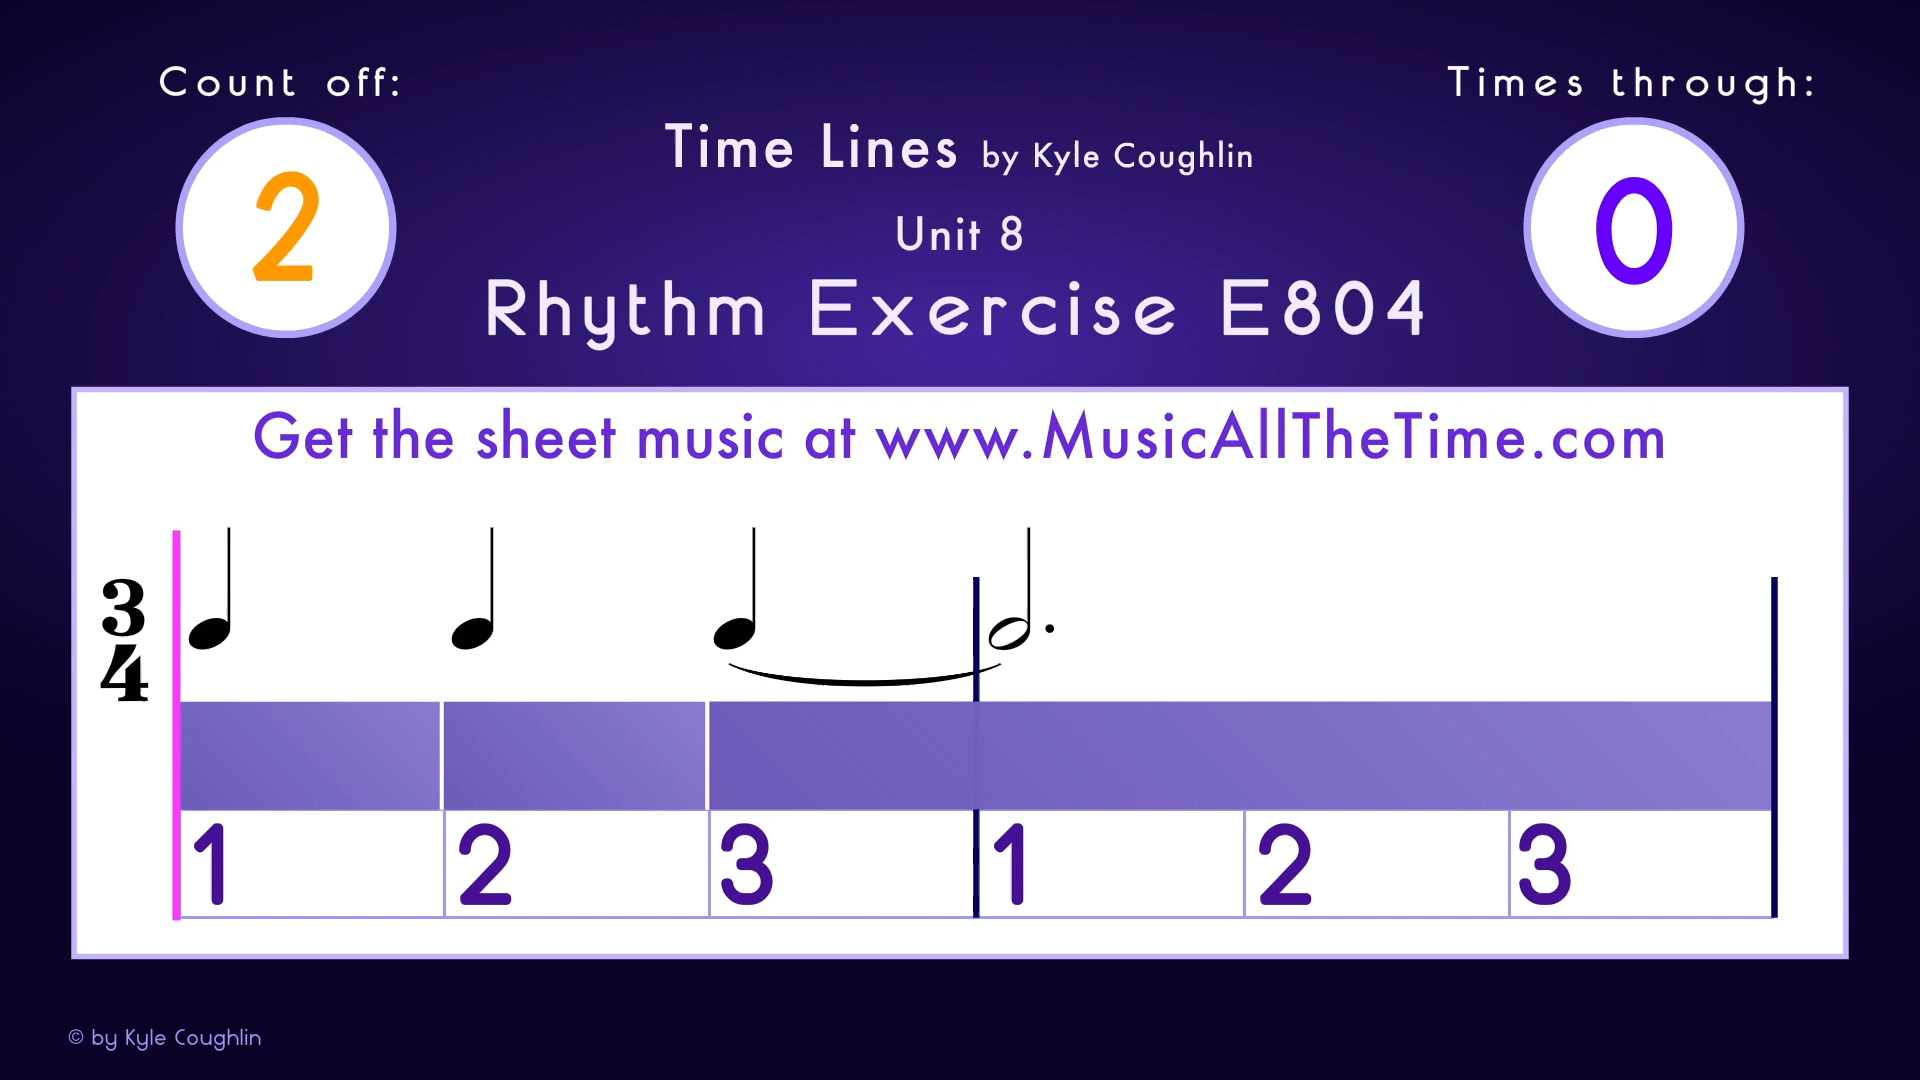 Count off:
Times through:
2
Time Lines by Kyle Coughlin
0
Unit 8
Rhythm Exercise E804
Get the sheet music at www.MusicAllTheTime.com
3
4
1 2 3 1 2 3
© by Kyle Coughlin